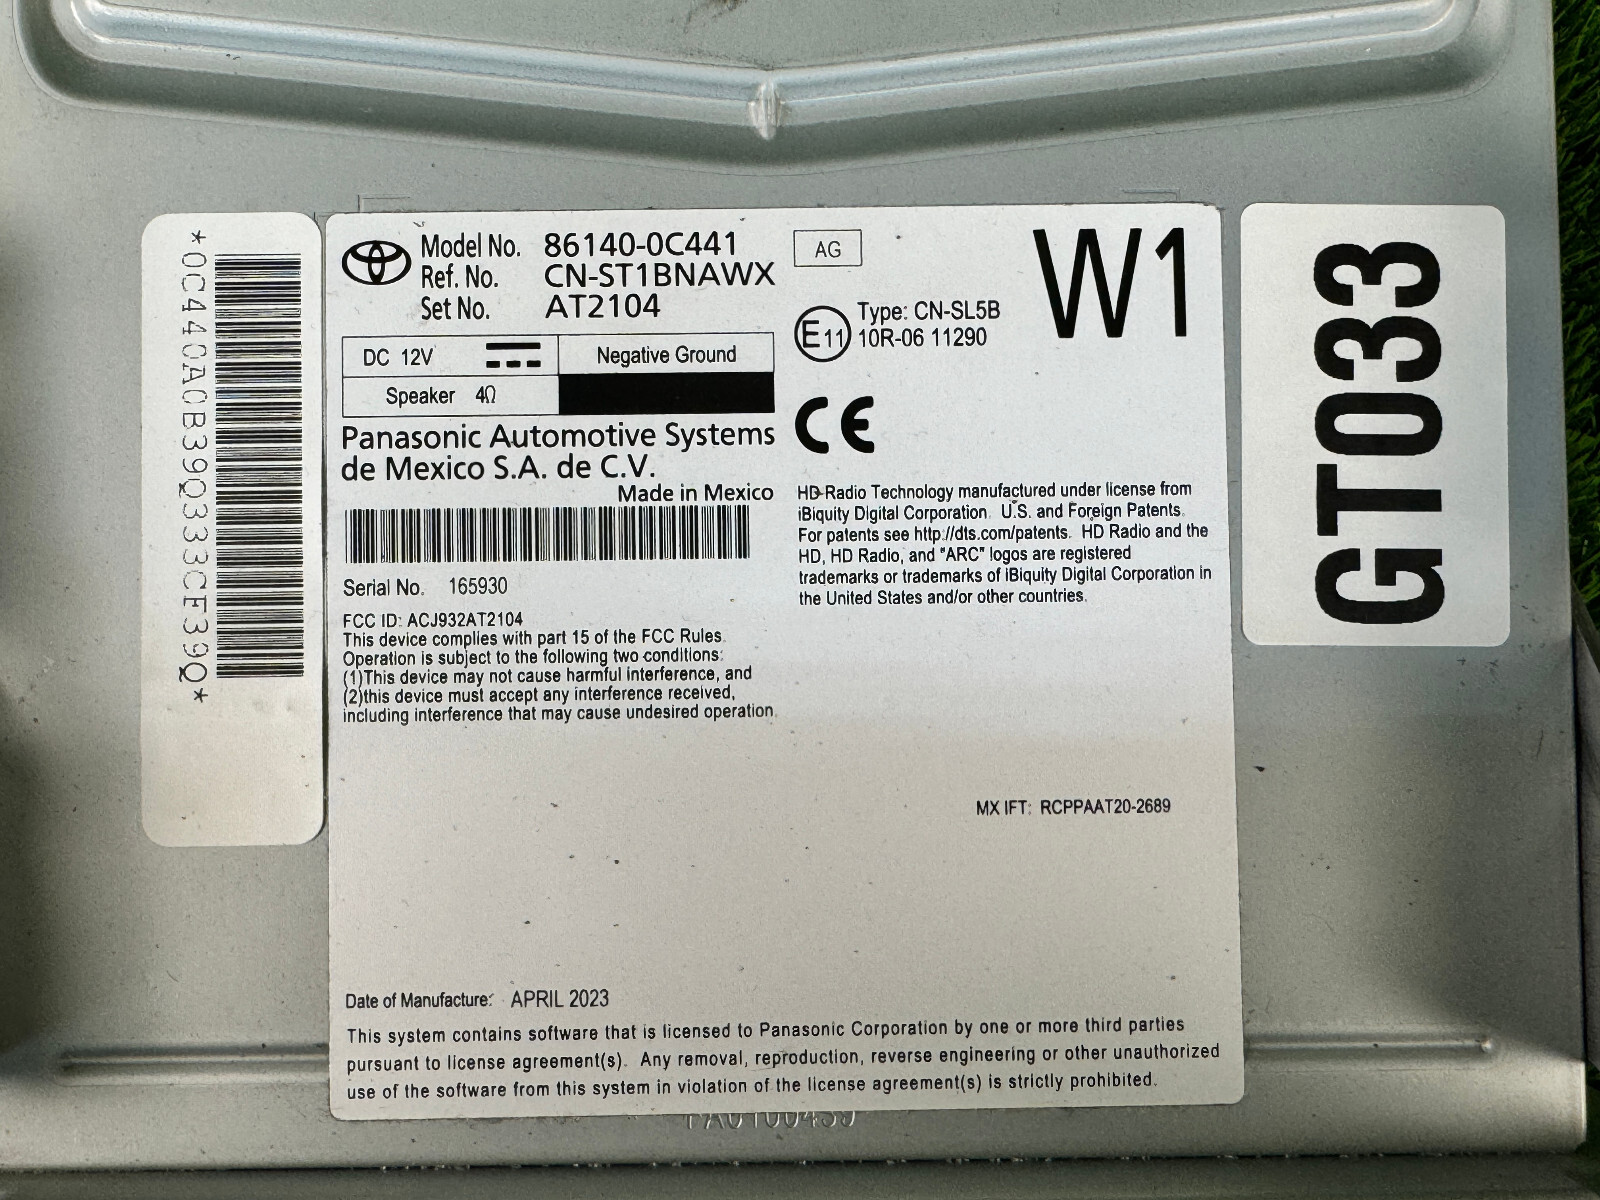 *0C440A0B39Q333CE39Q*
Model No. 86140-0C441
Ref. No. CN-ST1BNAWX
Set No. AT2104
DC 12V
Negative Ground
Speaker 4Ω
Panasonic Automotive Systems
de Mexico S.A. de C.V.
Made in Mexico
Serial No. 165930
FCC ID: ACJ932AT2104
This device complies with part 15 of the FCC Rules.
Operation is subject to the following two conditions:
(1)This device may not cause harmful interference, and
(2)this device must accept any interference received,
including interference that may cause undesired operation.
AG
E11
Type: CN-SL5B
10R-06 11290
W1
CE
HD Radio Technology manufactured under license from
iBiquity Digital Corporation. U.S. and Foreign Patents.
For patents see http://dts.com/patents. HD Radio and the
HD, HD Radio, and "ARC" logos are registered
trademarks or trademarks of iBiquity Digital Corporation in
the United States and/or other countries.
MX IFT: RCPPAAT20-2689
Date of Manufacture: APRIL 2023
This system contains software that is licensed to Panasonic Corporation by one or more third parties
pursuant to license agreement(s). Any removal, reproduction, reverse engineering or other unauthorized
use of the software from this system in violation of the license agreement(s) is strictly prohibited.
GT033